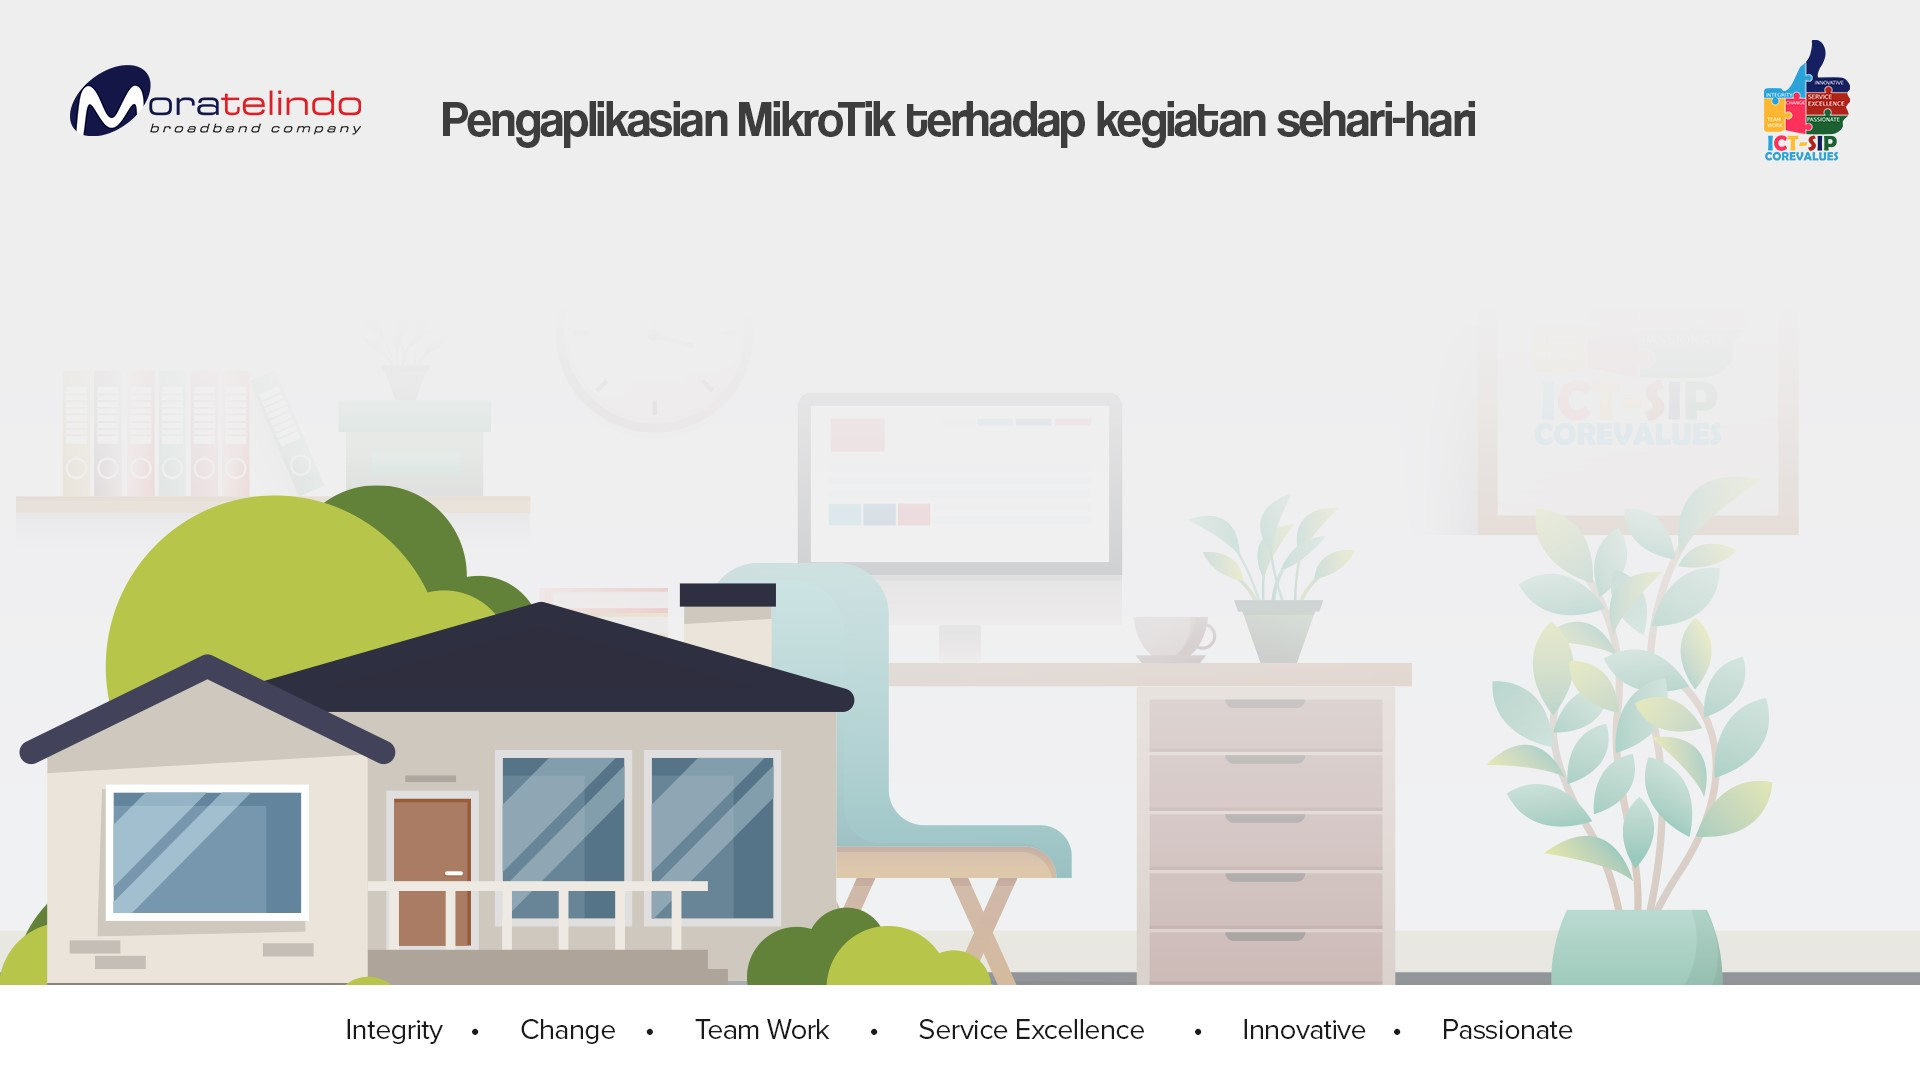 Moratelindo
broadband company
Pengaplikasian MikroTik terhadap kegiatan sehari-hari
INNOVATIVE
INTEGRITY
SERVICE
EXCELLENCE
CHANGE
TEAM
WORK
PASSIONATE
ICT-SIP
COREVALUES
ICT-SIP
COREVALUES
Integrity • Change • Team Work • Service Excellence • Innovative • Passionate